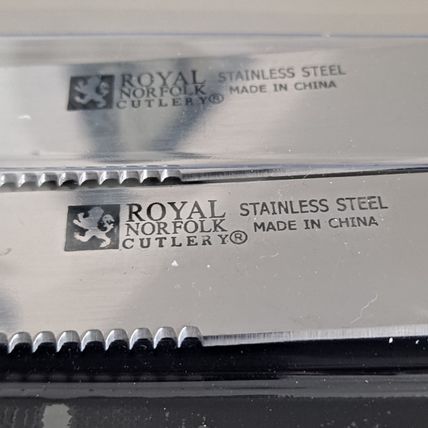 ROYAL
NORFOLK
CUTLERY®
STAINLESS STEEL
MADE IN CHINA
ROYAL
NORFOLK
CUTLERY®
STAINLESS STEEL
MADE IN CHINA